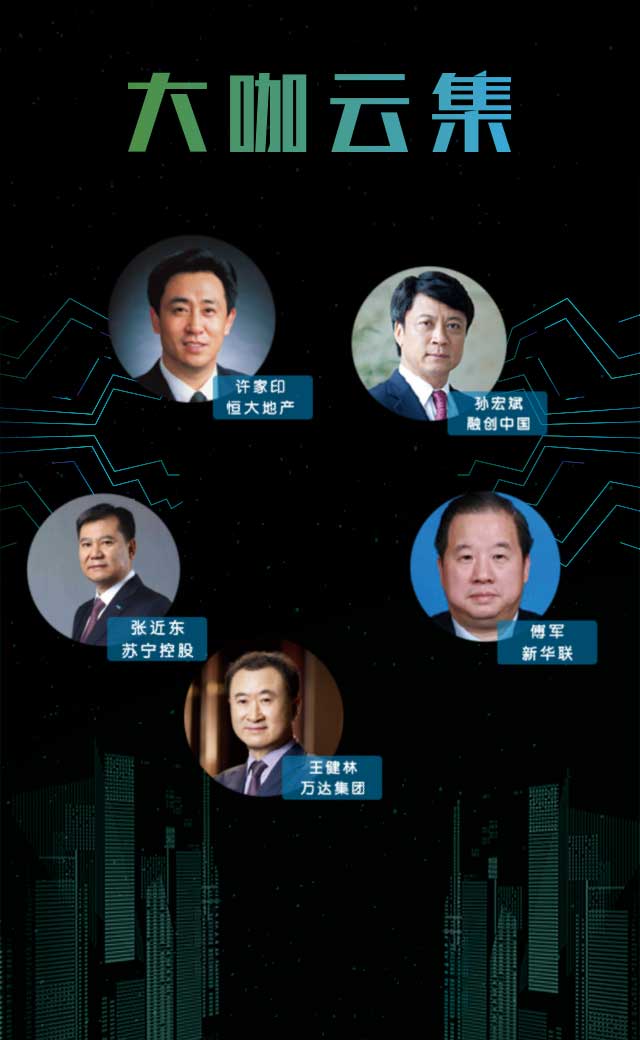 大咖云集
许家印
恒大地产
孙宏斌
融创中国
张近东
苏宁控股
傅军
新华联
王健林
万达集团